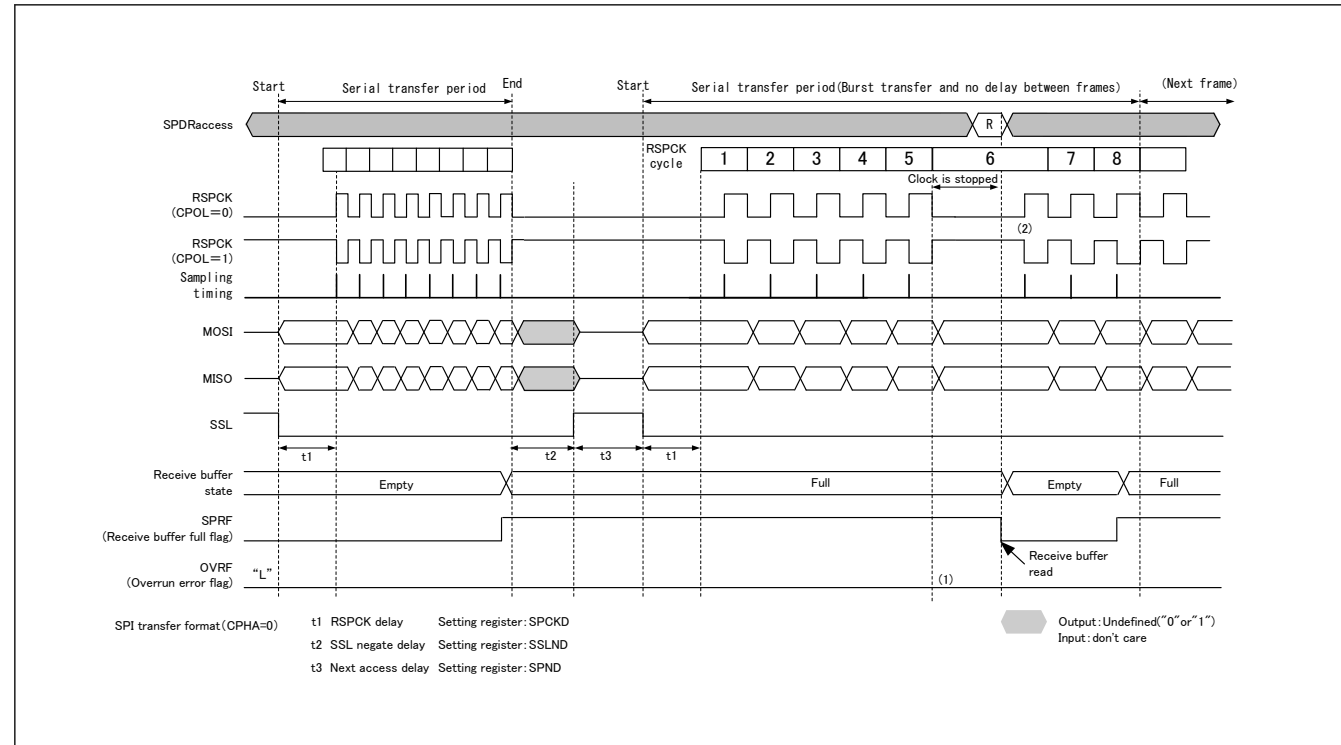 Start
Serial transfer period
End
Start
Serial transfer period(Burst transfer and no delay between frames)
(Next frame)
SPDRaccess
R
RSPCK
cycle
1 2 3 4 5 6 7 8
Clock is stopped
RSPCK
(CPOL=0)
(2)
RSPCK
(CPOL=1)
Sampling
timing
MOSI
MISO
SSL
t1
t2
t3
t1
Receive buffer
state
Empty
Full
Empty
Full
SPRF
(Receive buffer full flag)
Receive buffer
read
OVRF
(Overrun error flag)
"L"
(1)
SPI transfer format(CPHA=0)
t1 RSPCK delay Setting register:SPCKD
t2 SSL negate delay Setting register:SSLND
t3 Next access delay Setting register:SPND
Output:Undefined("0"or"1")
Input:don't care